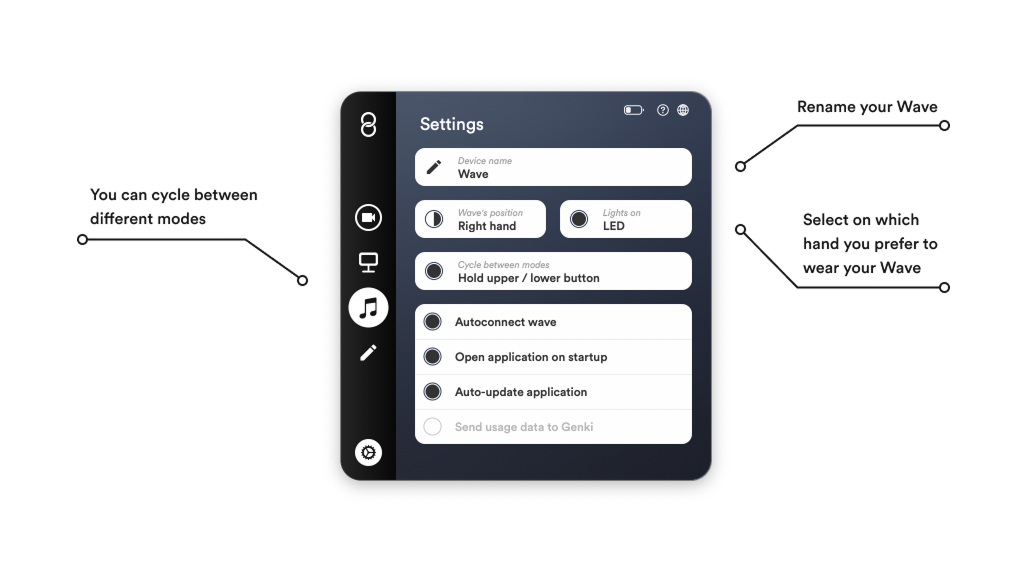 Rename your Wave
Settings
Device name
Wave
You can cycle between
different modes
Wave's position
Right hand
Lights on
LED
Select on which
hand you prefer to
wear your Wave
Cycle between modes
Hold upper / lower button
Autoconnect wave
Open application on startup
Auto-update application
Send usage data to Genki